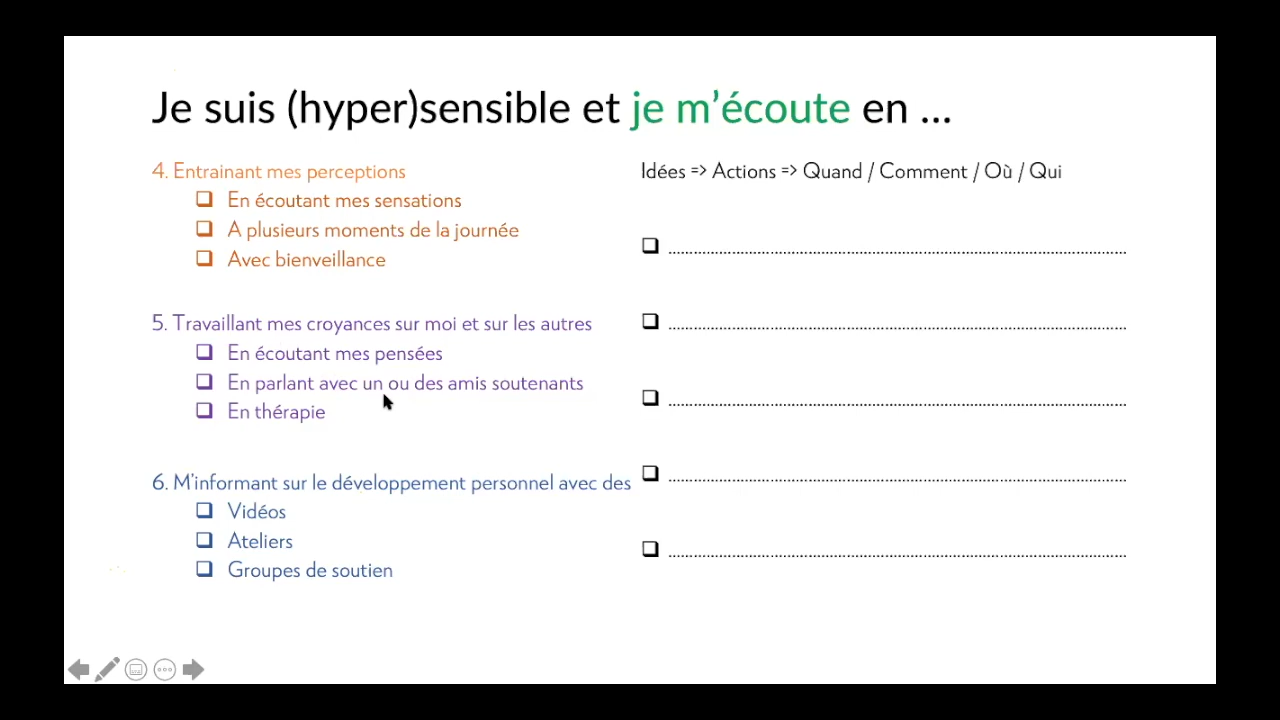 Je suis (hyper)sensible et je m'écoute en ...
4. Entrainant mes perceptions
❑ En écoutant mes sensations
❑ A plusieurs moments de la journée
❑ Avec bienveillance
5. Travaillant mes croyances sur moi et sur les autres
❑ En écoutant mes pensées
❑ En parlant avec un ou des amis soutenants
❑ En thérapie
6. M'informant sur le développement personnel avec des
❑ Vidéos
❑ Ateliers
❑ Groupes de soutien
Idées => Actions => Quand / Comment / Où / Qui
❑ ..........................................................
❑ ..........................................................
❑ ..........................................................
❑ ..........................................................
❑ ..........................................................